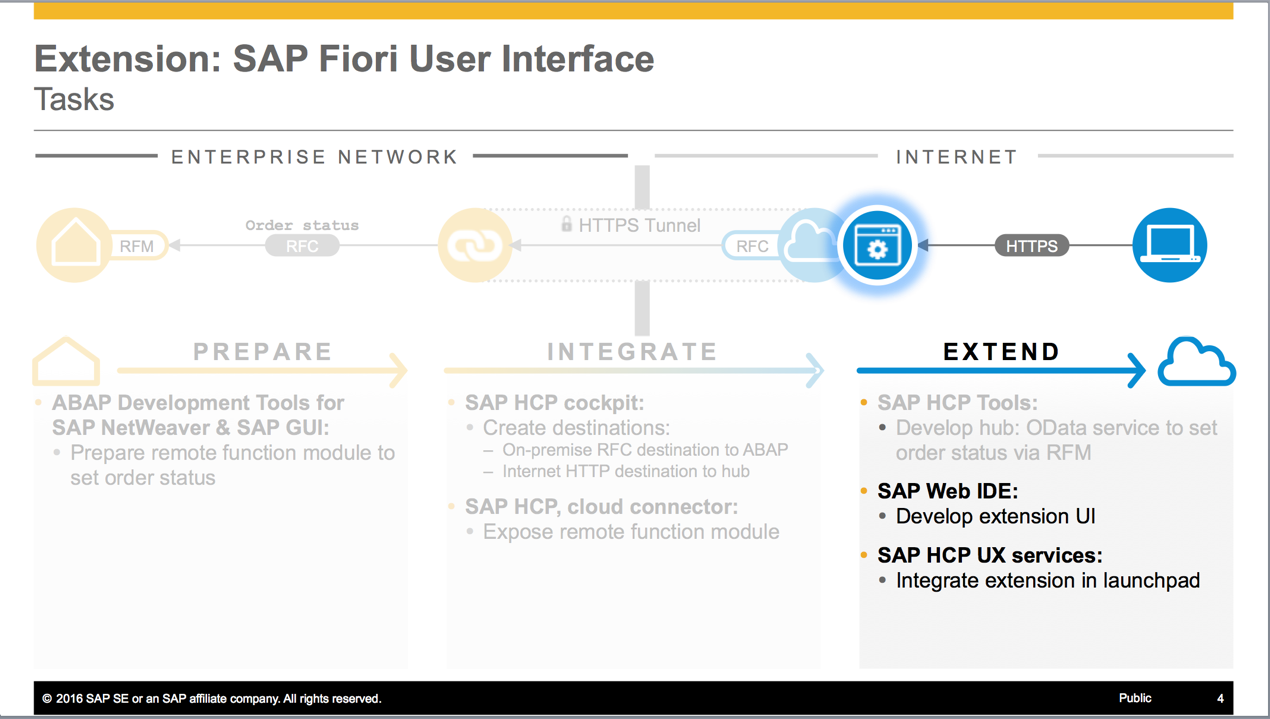 Extension: SAP Fiori User Interface
Tasks
ENTERPRISE NETWORK
INTERNET
Order status
RFM
RFC
HTTPS Tunnel
RFC
HTTPS
PREPARE
ABAP Development Tools for
SAP NetWeaver & SAP GUI:
Prepare remote function module to
set order status
INTEGRATE
SAP HCP cockpit:
Create destinations:
– On-premise RFC destination to ABAP
– Internet HTTP destination to hub
SAP HCP, cloud connector:
Expose remote function module
EXTEND
SAP HCP Tools:
Develop hub: OData service to set
order status via RFM
SAP Web IDE:
Develop extension UI
SAP HCP UX services:
Integrate extension in launchpad
© 2016 SAP SE or an SAP affiliate company. All rights reserved.
Public
4